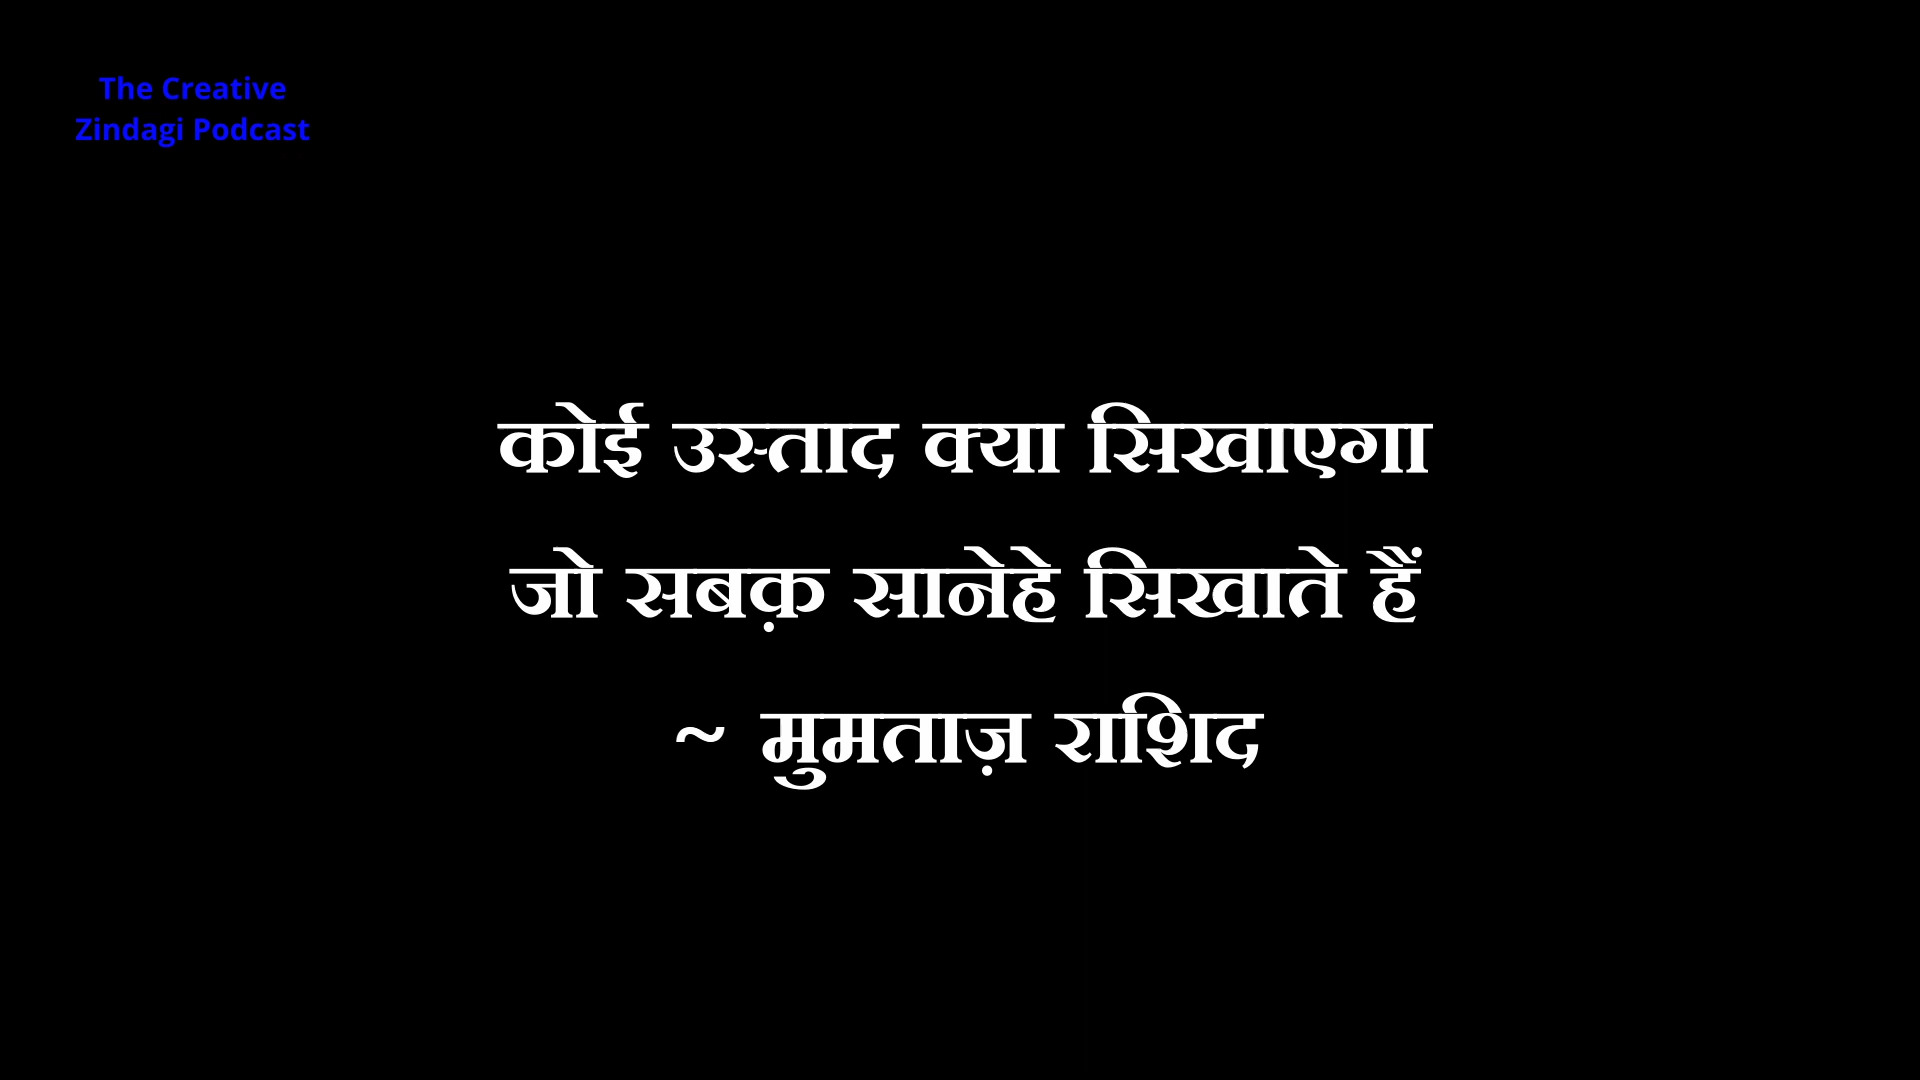 The Creative
Zindagi Podcast
कोई उस्ताद क्या सिखाएगा
जो सबक़ सानेहे सिखाते हैं
~ मुमताज़ राशिद